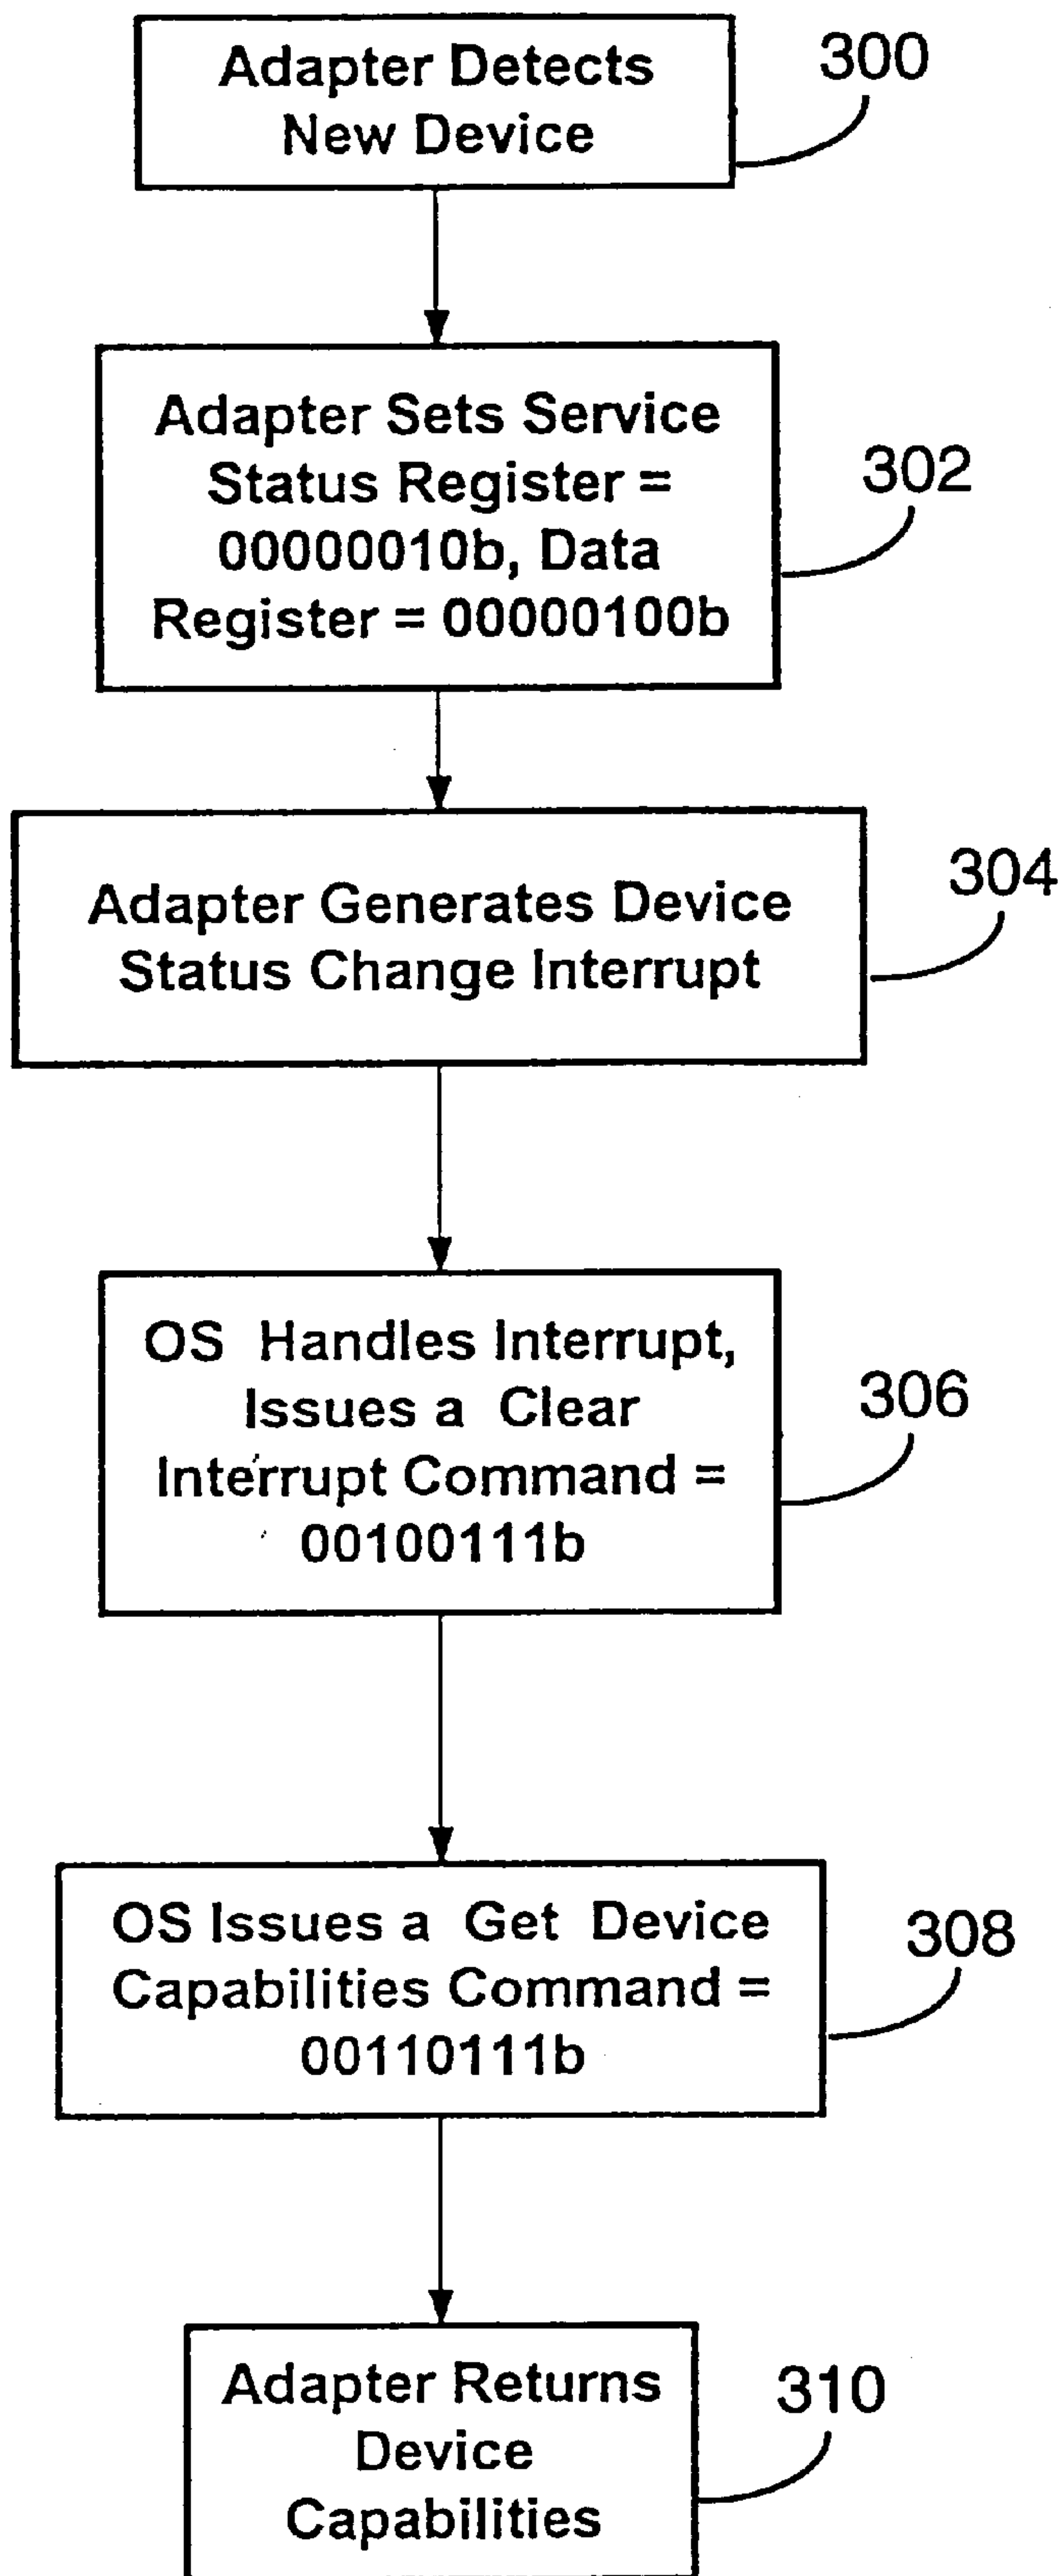 Adapter Detects
New Device
300
Adapter Sets Service
Status Register =
00000010b, Data
Register = 00000100b
302
Adapter Generates Device
Status Change Interrupt
304
OS Handles Interrupt,
Issues a Clear
Interrupt Command =
00100111b
306
OS Issues a Get Device
Capabilities Command =
00110111b
308
Adapter Returns
Device
Capabilities
310